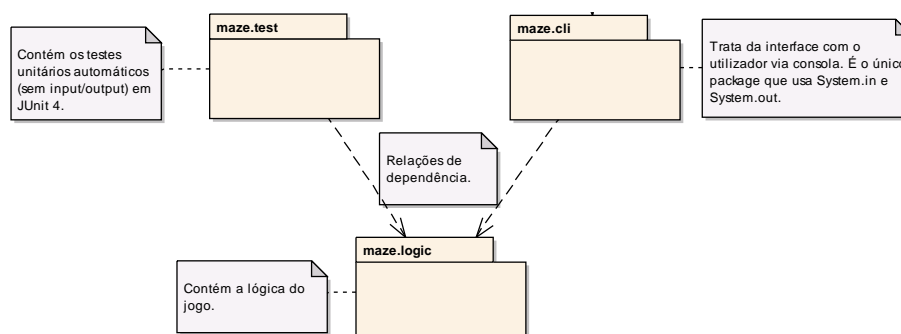 maze.test
maze.cli
Contém os testes
unitários automáticos
(sem input/output) em
JUnit 4.
Trata da interface com o
utilizador via consola. É o único
package que usa System.in e
System.out.
Relações de
dependência.
maze.logic
Contém a lógica do
jogo.